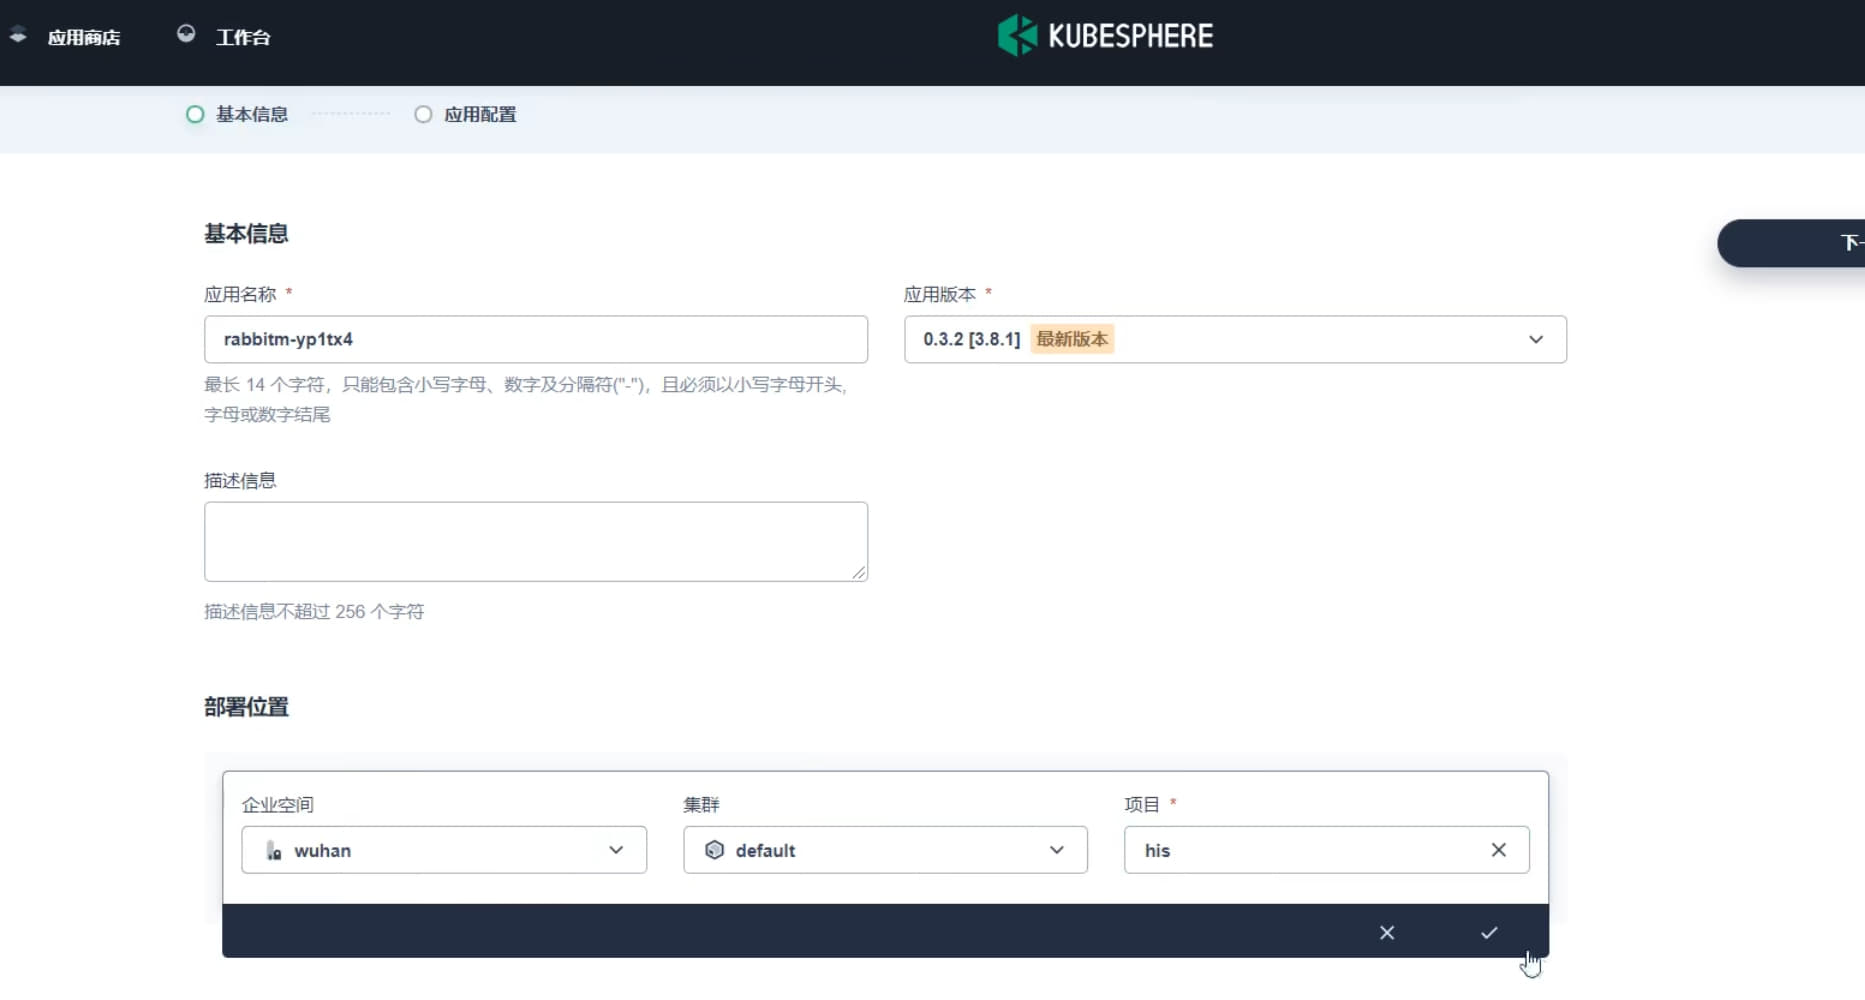 应用商店 工作台 KUBESPHERE
基本信息 应用配置
基本信息
下一
应用名称 * 应用版本 *
rabbitm-yp1tx4 0.3.2 [3.8.1] 最新版本
最长 14 个字符，只能包含小写字母、数字及分隔符("-")，且必须以小写字母开头,
字母或数字结尾
描述信息
描述信息不超过 256 个字符
部署位置
企业空间 集群 项目 *
wuhan default his